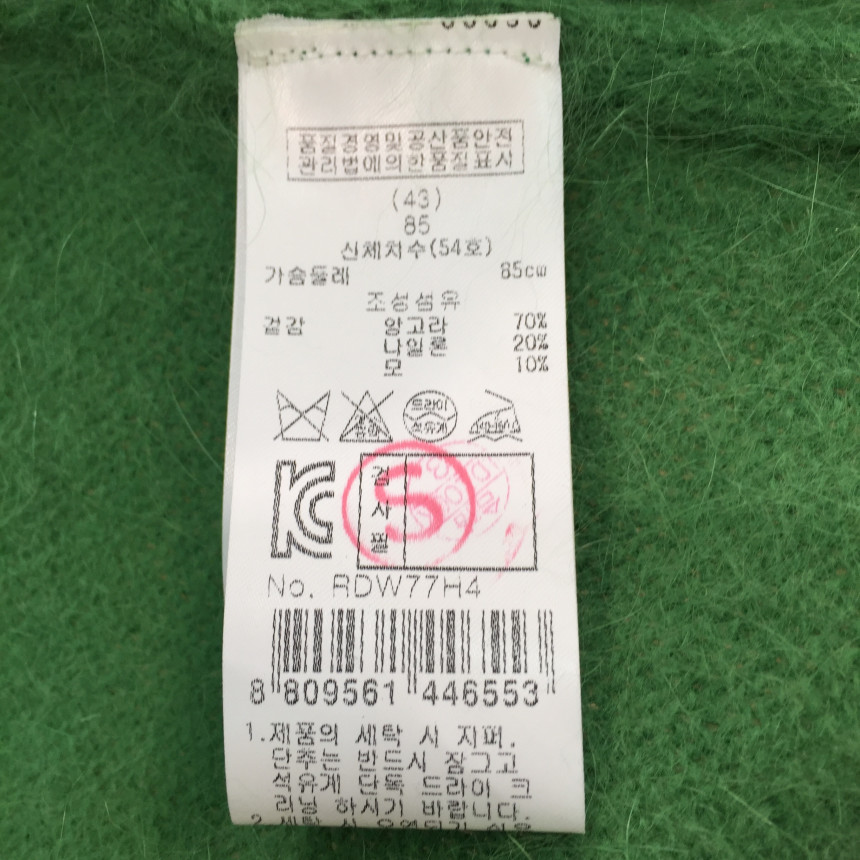 품질경영및공산품안전
관리법에의한품질표시
(43)
85
신체치수(54호)
가슴둘레 85cm
조성섬유
겉감 앙고라 70%
나일론 20%
모 10%
드라이
석유계
KC
검사필
S
No. RDW77H4
8 809561 446553
1.제품의 세탁 시 지퍼,
단추는 반드시 잠그고
석유계 단독 드라이 크
리닝 하시기 바랍니다.
2.세탁 시